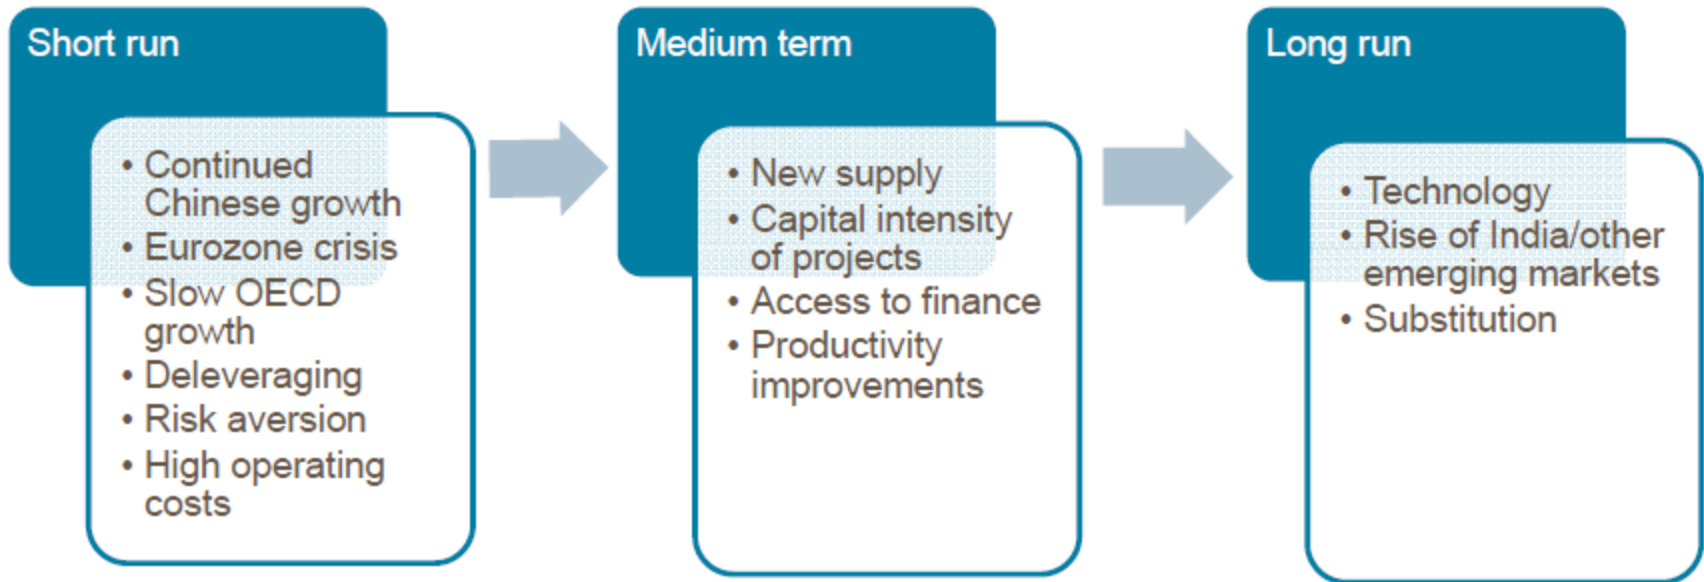 Short run
• Continued
Chinese growth
• Eurozone crisis
• Slow OECD
growth
• Deleveraging
• Risk aversion
• High operating
costs
Medium term
• New supply
• Capital intensity
of projects
• Access to finance
• Productivity
improvements
Long run
• Technology
• Rise of India/other
emerging markets
• Substitution